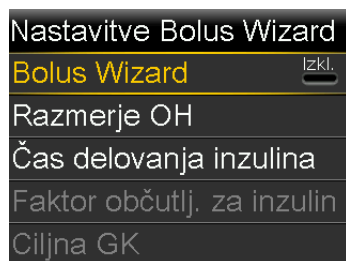 Nastavitve Bolus Wizard
Bolus Wizard Izkl.
Razmerje OH
Čas delovanja inzulina
Faktor občutlj. za inzulin
Ciljna GK